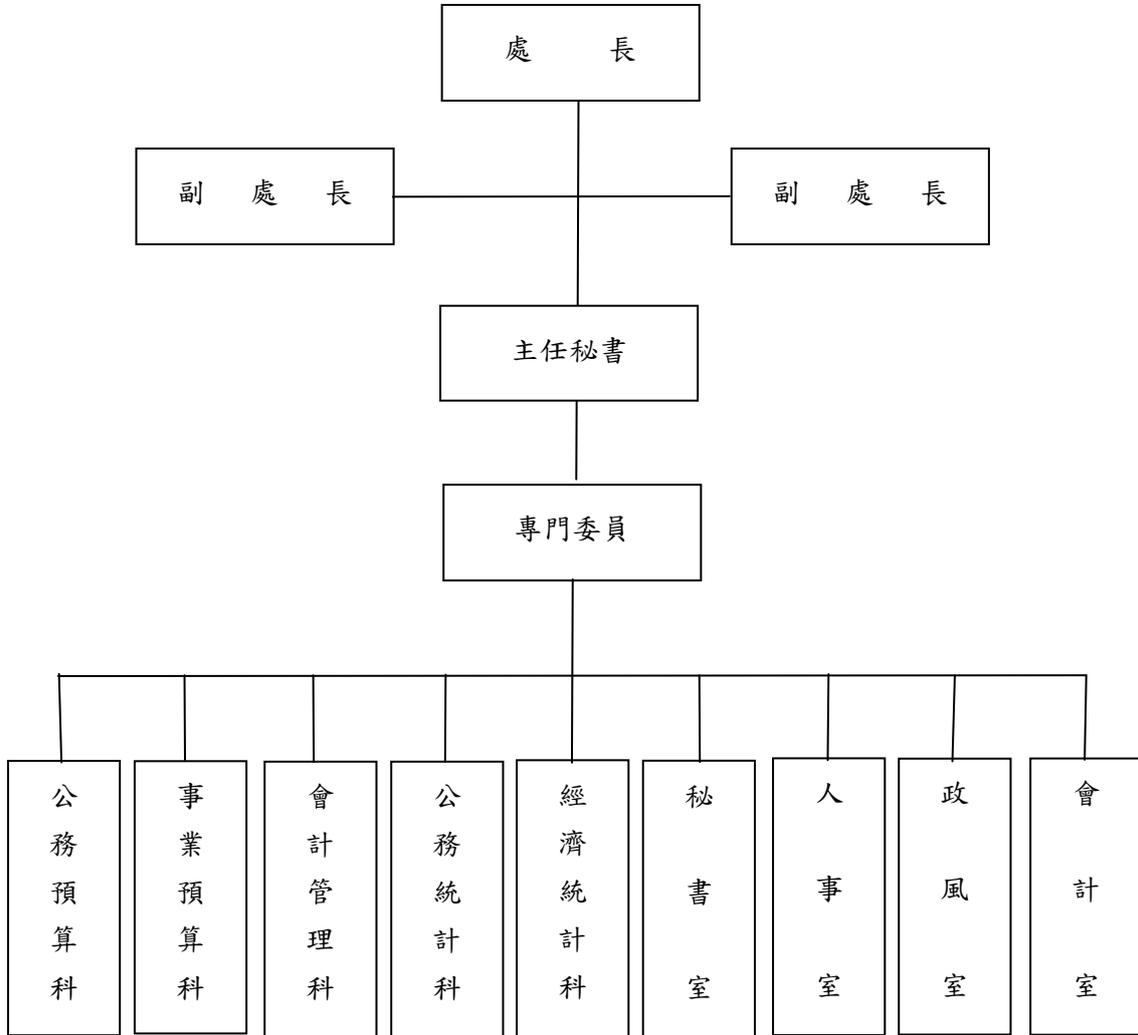 處 長
副 處 長
副 處 長
主任秘書
專門委員
公務預算科
事業預算科
會計管理科
公務統計科
經濟統計科
秘書室
人事室
政風室
會計室